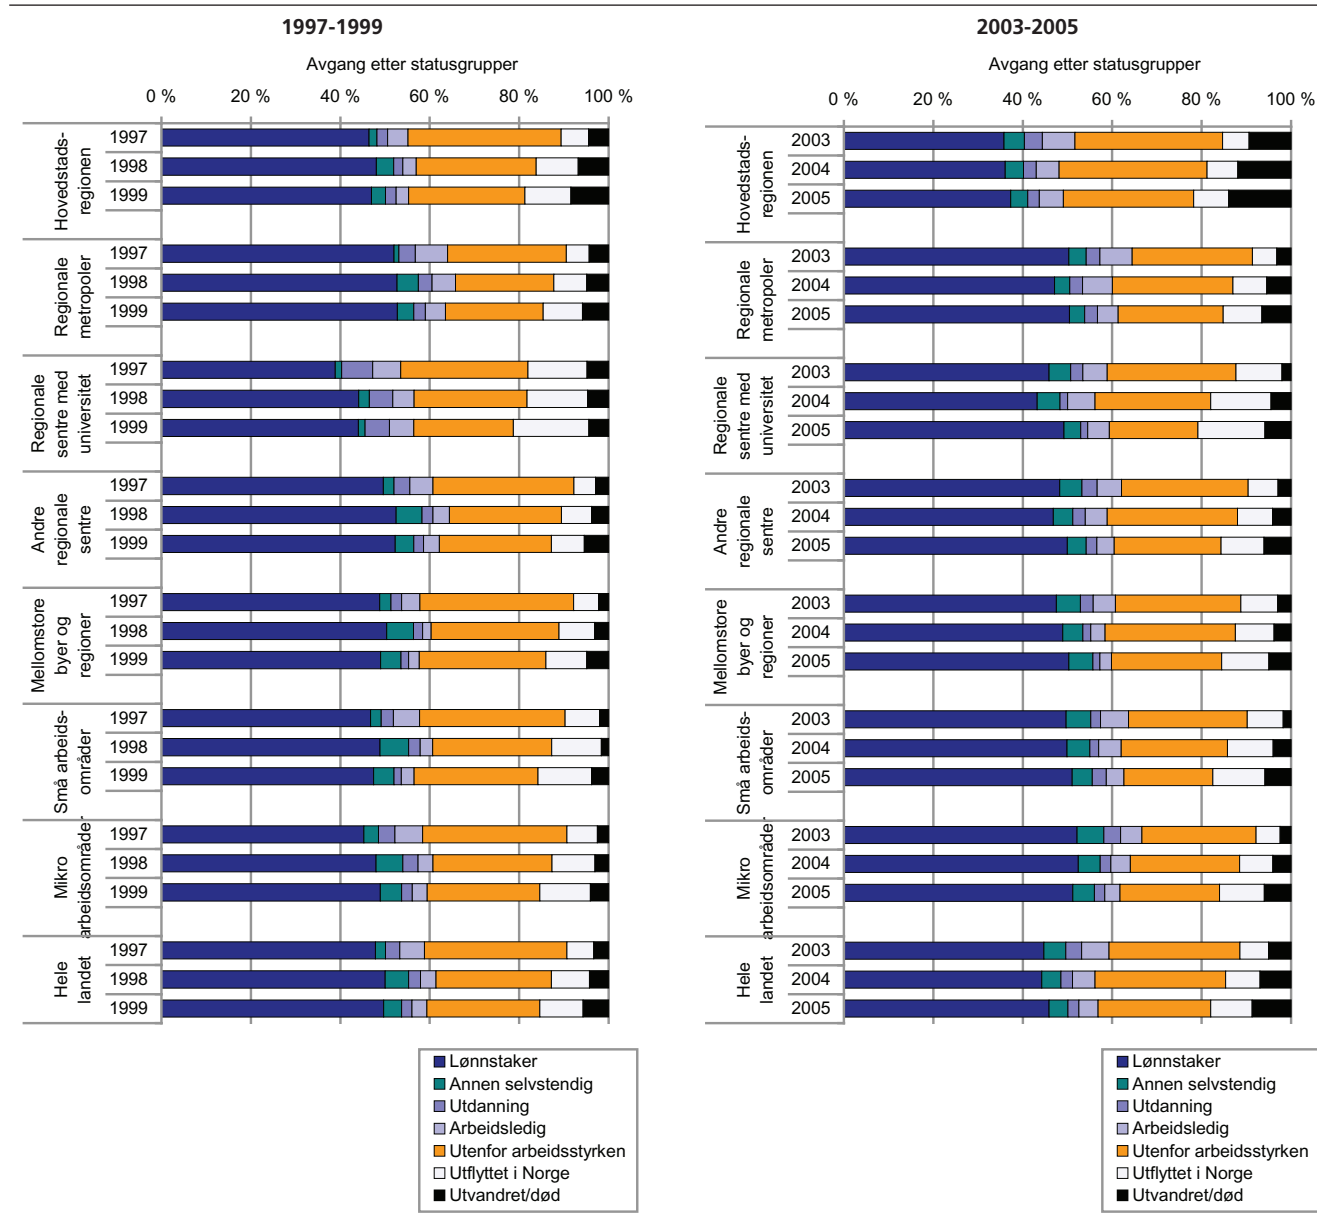 1997-1999
Avgang etter statusgrupper
0 % 20 % 40 % 60 % 80 % 100 %
Hovedstads-
regionen
1997
1998
1999
Regionale
metropoler
1997
1998
1999
Regionale
sentre med
universitet
1997
1998
1999
Andre
regionale
sentre
1997
1998
1999
Mellomstore
byer og
regioner
1997
1998
1999
Små arbeids-
områder
1997
1998
1999
Mikro
arbeidsområder
1997
1998
1999
Hele
landet
1997
1998
1999
Lønnstaker
Annen selvstendig
Utdanning
Arbeidsledig
Utenfor arbeidsstyrken
Utflyttet i Norge
Utvandret/død
2003-2005
Avgang etter statusgrupper
0 % 20 % 40 % 60 % 80 % 100 %
Hovedstads-
regionen
2003
2004
2005
Regionale
metropoler
2003
2004
2005
Regionale
sentre med
universitet
2003
2004
2005
Andre
regionale
sentre
2003
2004
2005
Mellomstore
byer og
regioner
2003
2004
2005
Små arbeids-
områder
2003
2004
2005
Mikro
arbeidsområder
2003
2004
2005
Hele
landet
2003
2004
2005
Lønnstaker
Annen selvstendig
Utdanning
Arbeidsledig
Utenfor arbeidsstyrken
Utflyttet i Norge
Utvandret/død